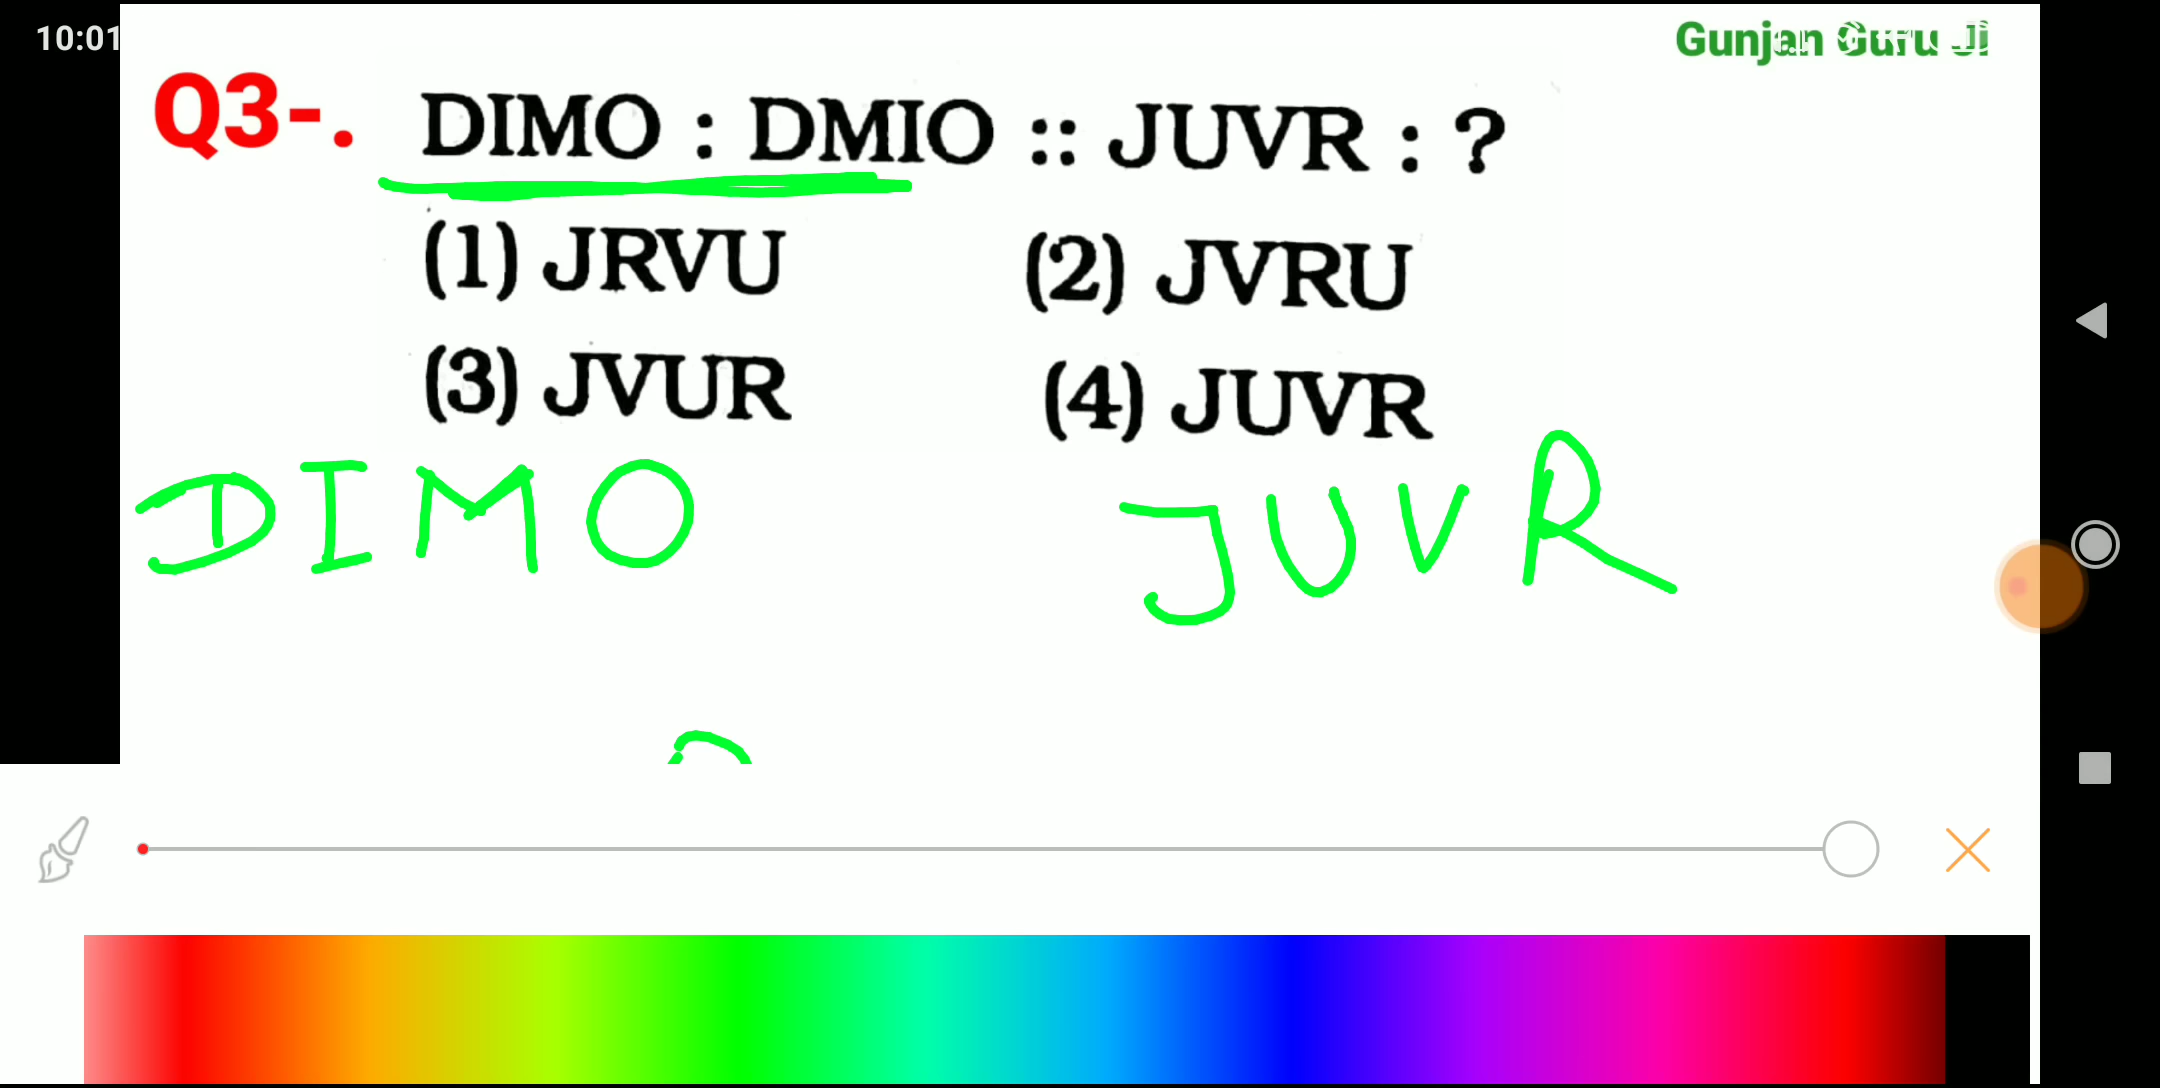 10:01
Gunjan Guru Ji
Q3-. DIMO : DMIO :: JUVR : ?
(1) JRVU (2) JVRU
(3) JVUR (4) JUVR
DIMO JUVR